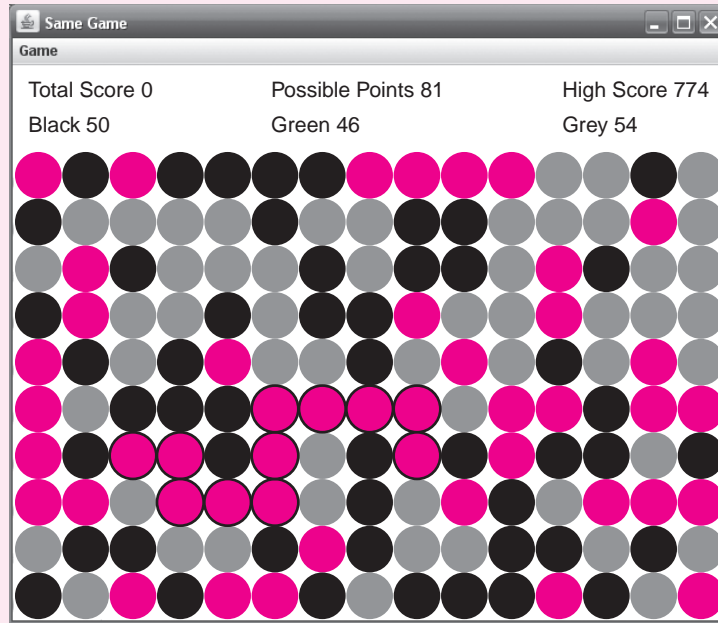 Same Game
Game
Total Score 0 Possible Points 81 High Score 774
Black 50 Green 46 Grey 54